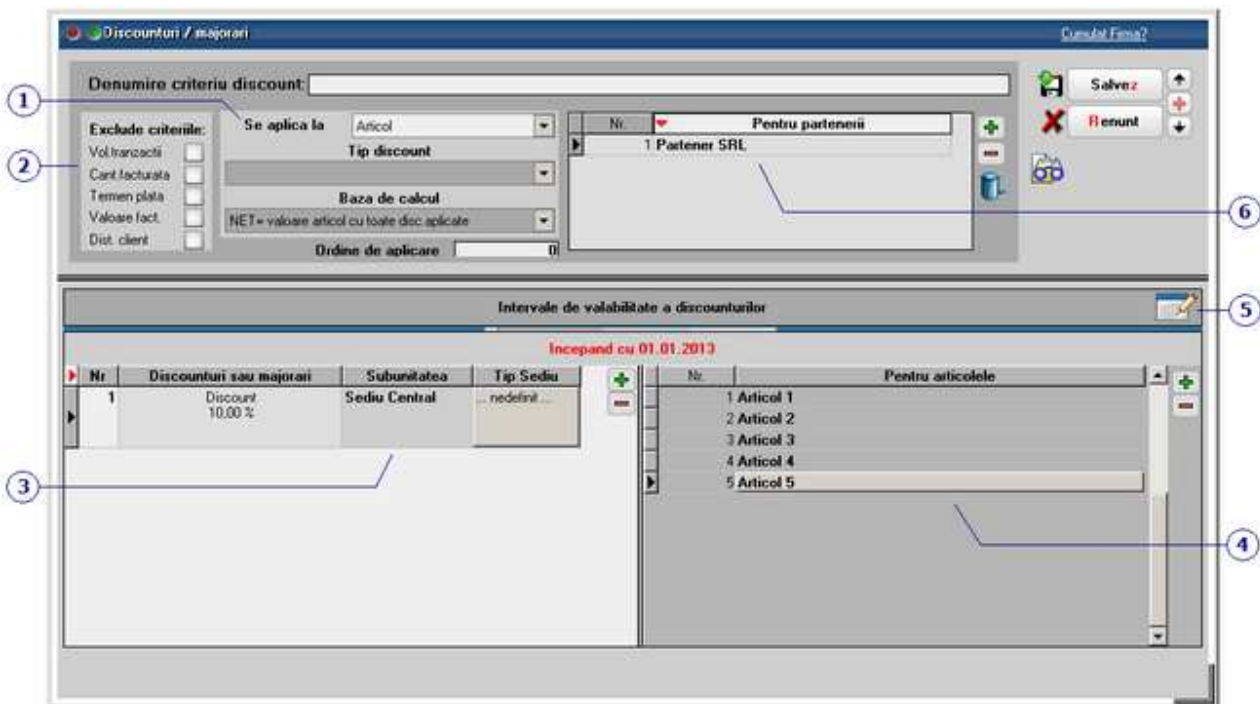 Discounturi / majorari
Cumulat Firma?
Denumire criteriu discount:
Salvez
Renunt
1
Exclude criteriile:
Vol.tranzactii
Cant.facturata
Termen plata
Valoare fact.
Dist. client
2
Se aplica la
Articol
Tip discount
Baza de calcul
NET= valoare articol cu toate disc aplicate
Ordine de aplicare
0
Nr.
Pentru partenerii
1 Partener SRL
6
Intervale de valabilitate a discounturilor
5
Incepand cu 01.01.2013
Nr Discounturi sau majorari Subunitatea Tip Sediu
1 Discount Sediu Central ... nedefinit ...
10,00 %
3
Nr. Pentru articolele
1 Articol 1
2 Articol 2
3 Articol 3
4 Articol 4
5 Articol 5
4